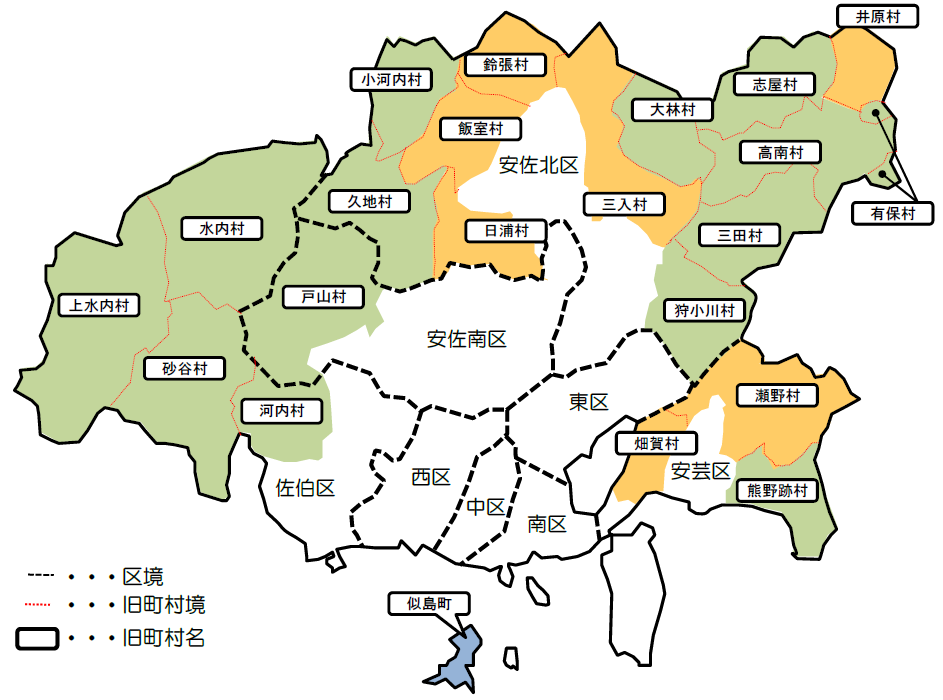 井原村
鈴張村
小河内村
志屋村
大林村
飯室村
高南村
安佐北区
久地村
三入村
有保村
水内村
日浦村
三田村
戸山村
上水内村
狩小川村
安佐南区
砂谷村
瀬野村
東区
河内村
畑賀村
安芸区
西区
佐伯区
熊野跡村
中区
南区
・・・区境
似島町
・・・旧町村境
・・・旧町村名